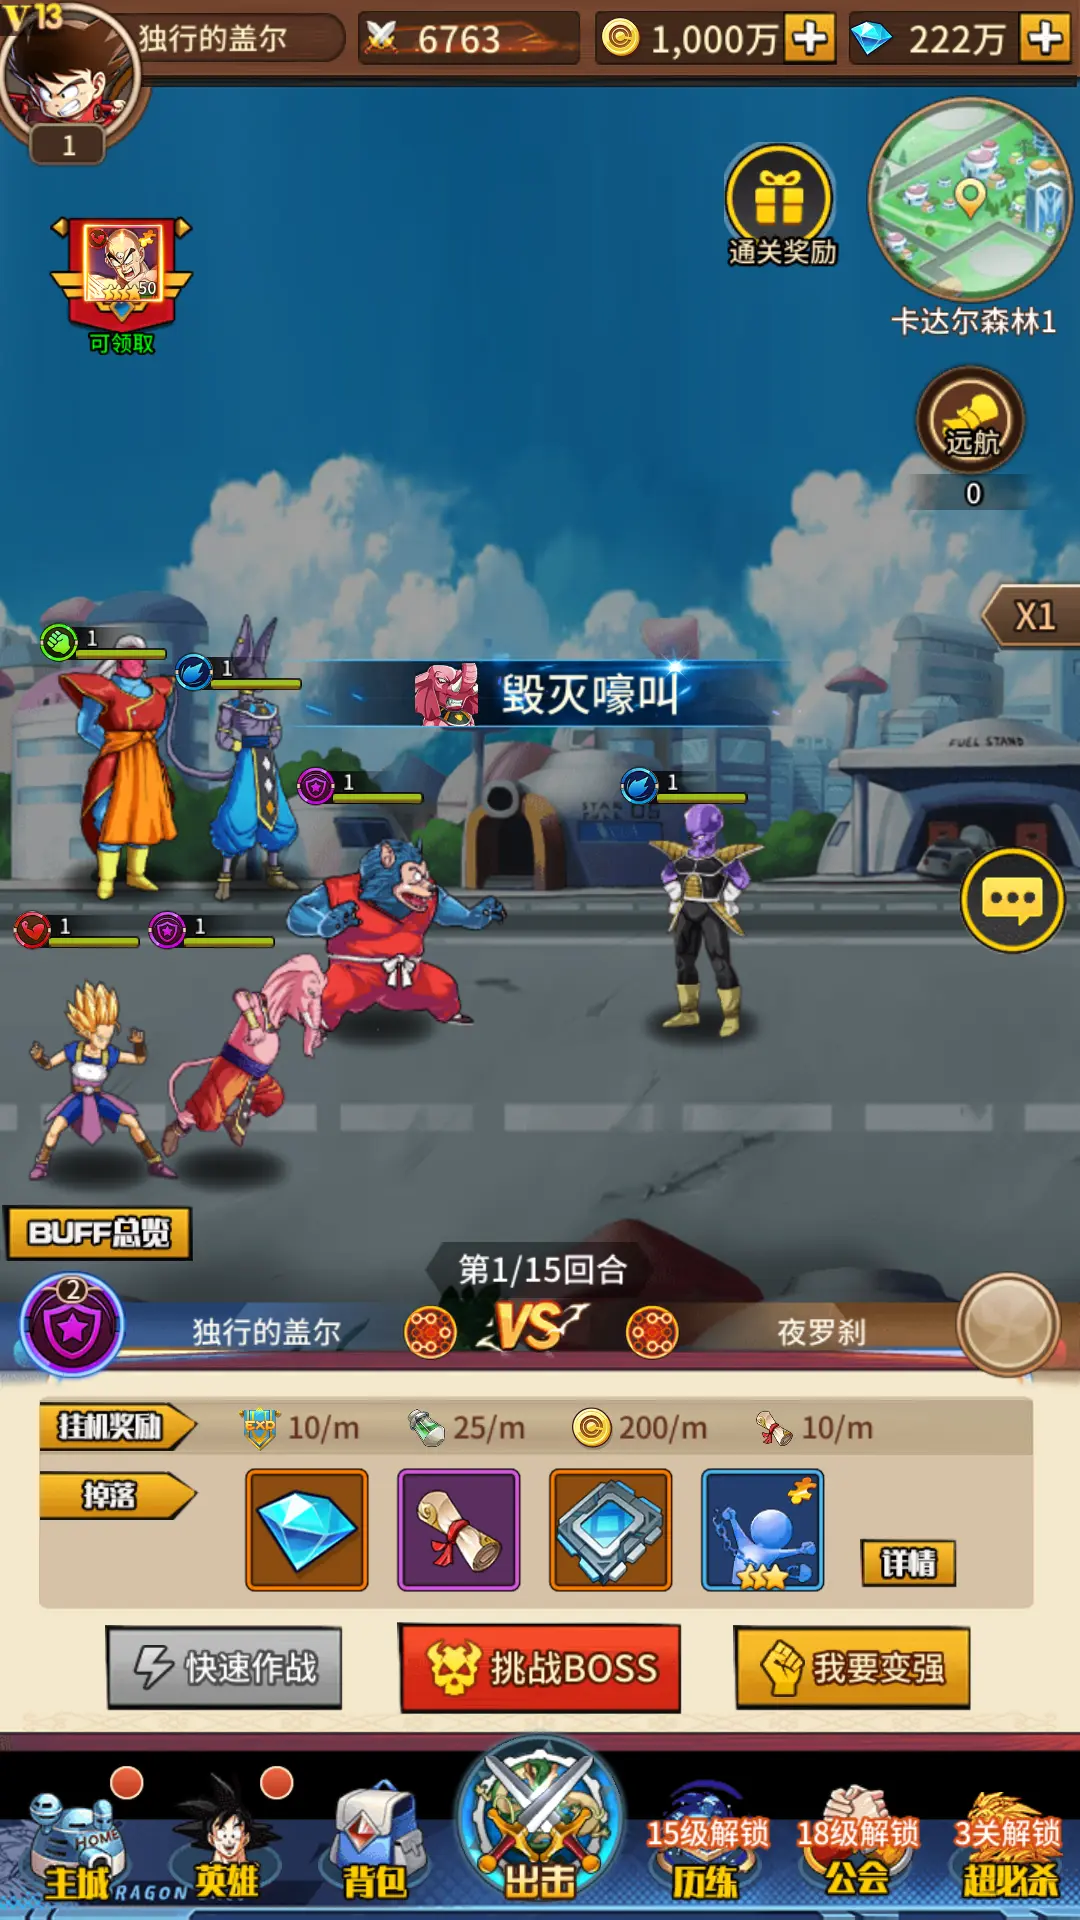 V13
独行的盖尔
6763
1,000万
222万
1
50
可领取
通关奖励
卡达尔森林1
远航
0
X1
1
1
毁灭嚎叫
1
1
FUEL STAND
1
1
BUFF总览
第1/15回合
2
独行的盖尔
VS
夜罗刹
挂机奖励
EXP
10/m
25/m
200/m
10/m
掉落
详情
快速作战
挑战BOSS
我要变强
HOME
主城
英雄
背包
出击
15级解锁
历练
18级解锁
公会
3关解锁
超必杀